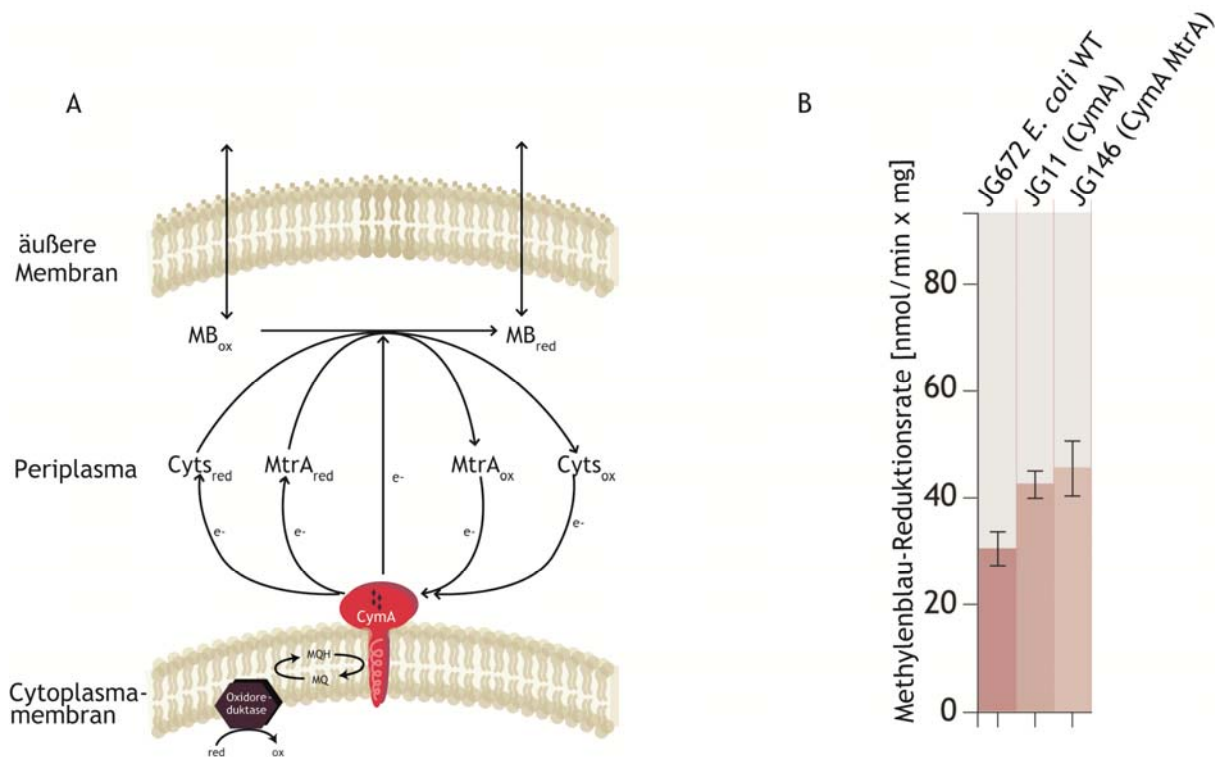 A
äußere
Membran
MBox
MBred
Periplasma
Cytsred
MtrAred
e-
MtrAox
Cytsox
e-
e-
e-
e-
CymA
MQH
MQ
Cytoplasma-
membran
Oxidore-
duktase
red
ox
B
JG672 E. coli WT
JG11 (CymA)
JG146 (CymA MtrA)
Methylenblau-Reduktionsrate [nmol/min x mg]
80
60
40
20
0